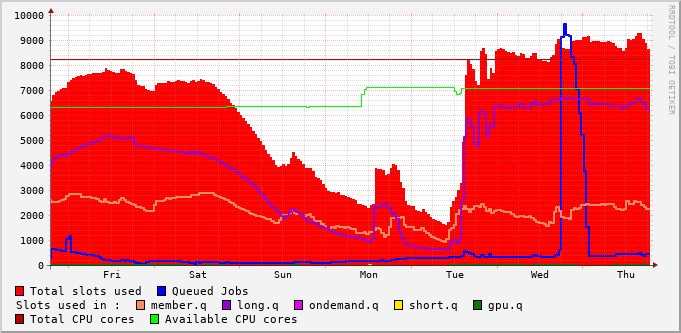 RRDTOOL / TOBI OETIKER
10000
9000
8000
7000
6000
5000
4000
3000
2000
1000
0
Fri Sat Sun Mon Tue Wed Thu
Total slots used Queued Jobs
Slots used in : member.q long.q ondemand.q short.q gpu.q
Total CPU cores Available CPU cores